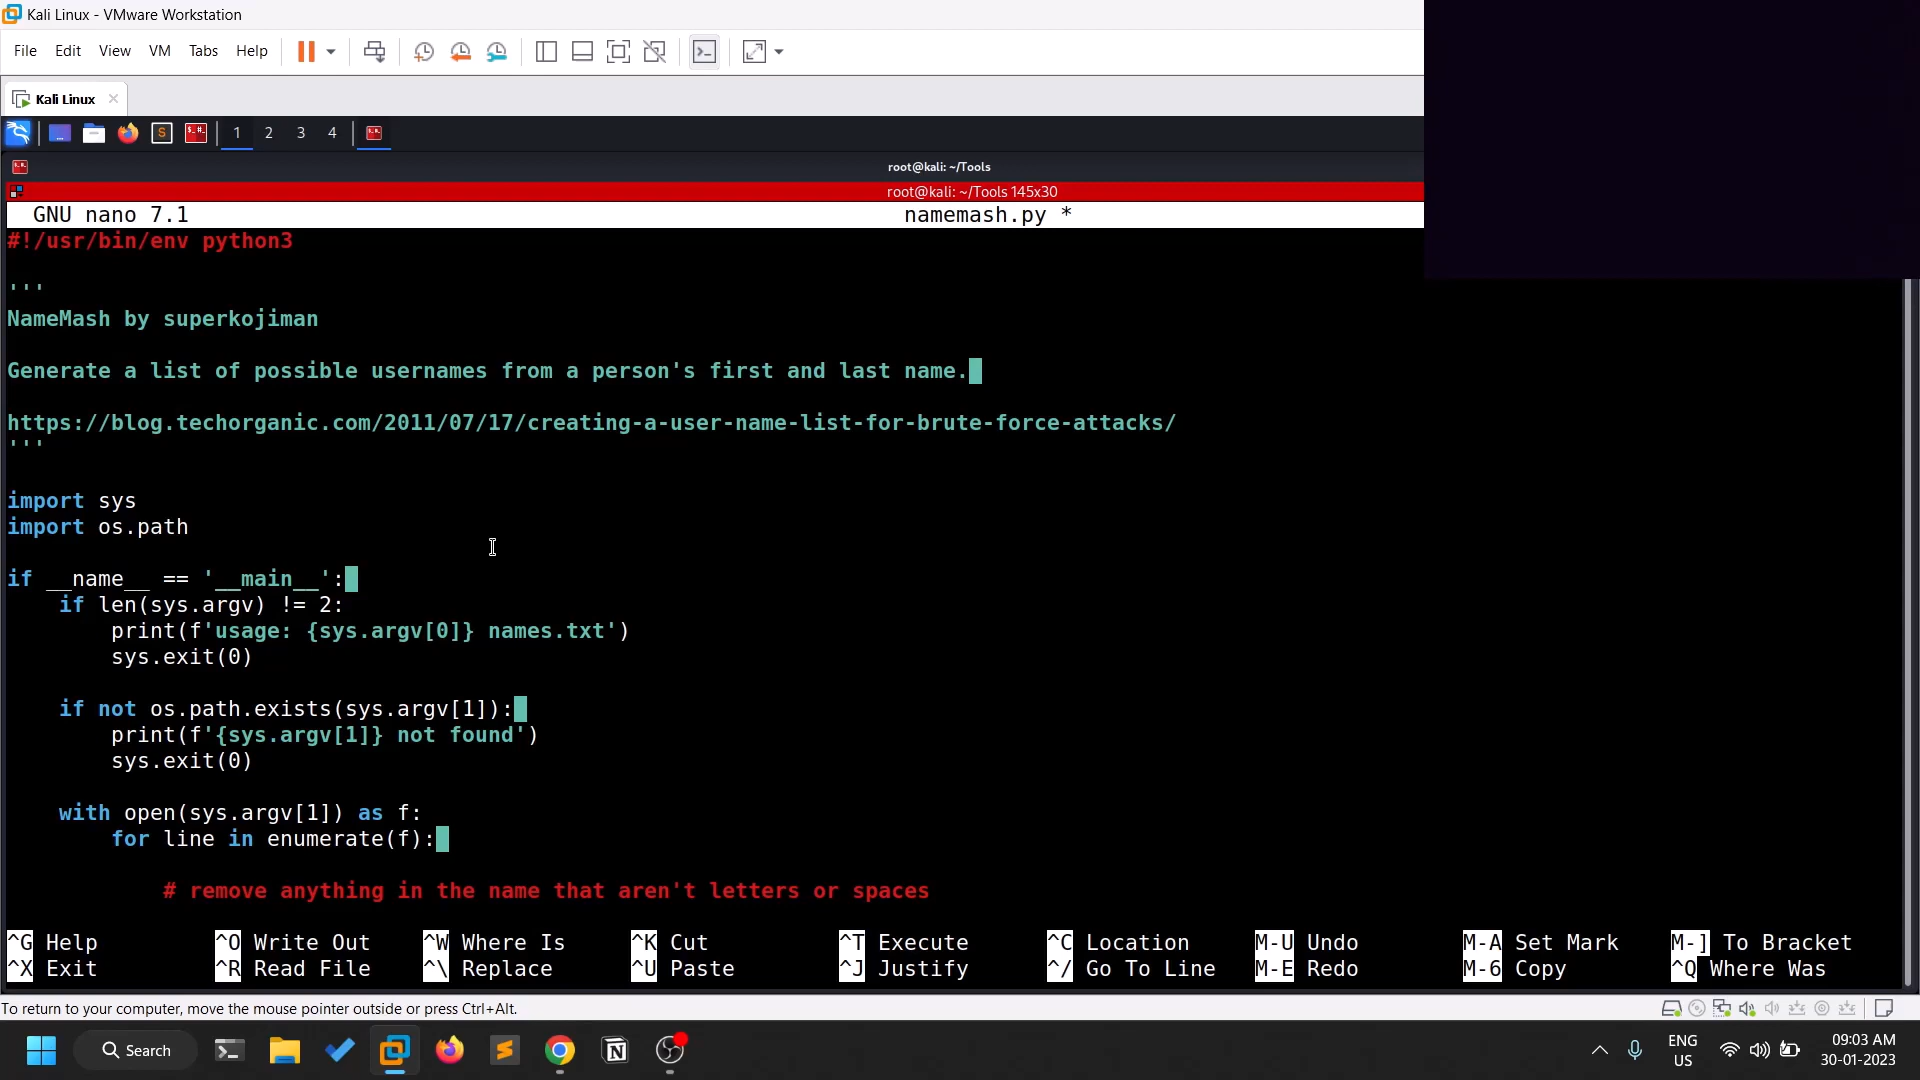 Kali Linux - VMware Workstation
File Edit View VM Tabs Help
Kali Linux
1 2 3 4
root@kali: ~/Tools
root@kali: ~/Tools 145x30
GNU nano 7.1 namemash.py *
#!/usr/bin/env python3
'''
NameMash by superkojiman
Generate a list of possible usernames from a person's first and last name.
https://blog.techorganic.com/2011/07/17/creating-a-user-name-list-for-brute-force-attacks/
'''
import sys
import os.path
if __name__ == '__main__':
    if len(sys.argv) != 2:
        print(f'usage: {sys.argv[0]} names.txt')
        sys.exit(0)
    if not os.path.exists(sys.argv[1]):
        print(f'{sys.argv[1]} not found')
        sys.exit(0)
    with open(sys.argv[1]) as f:
        for line in enumerate(f):
            # remove anything in the name that aren't letters or spaces
^G Help ^O Write Out ^W Where Is ^K Cut ^T Execute ^C Location M-U Undo M-A Set Mark M-] To Bracket
^X Exit ^R Read File ^\ Replace ^U Paste ^J Justify ^/ Go To Line M-E Redo M-6 Copy ^Q Where Was
To return to your computer, move the mouse pointer outside or press Ctrl+Alt.
Search
ENG
US
09:03 AM
30-01-2023